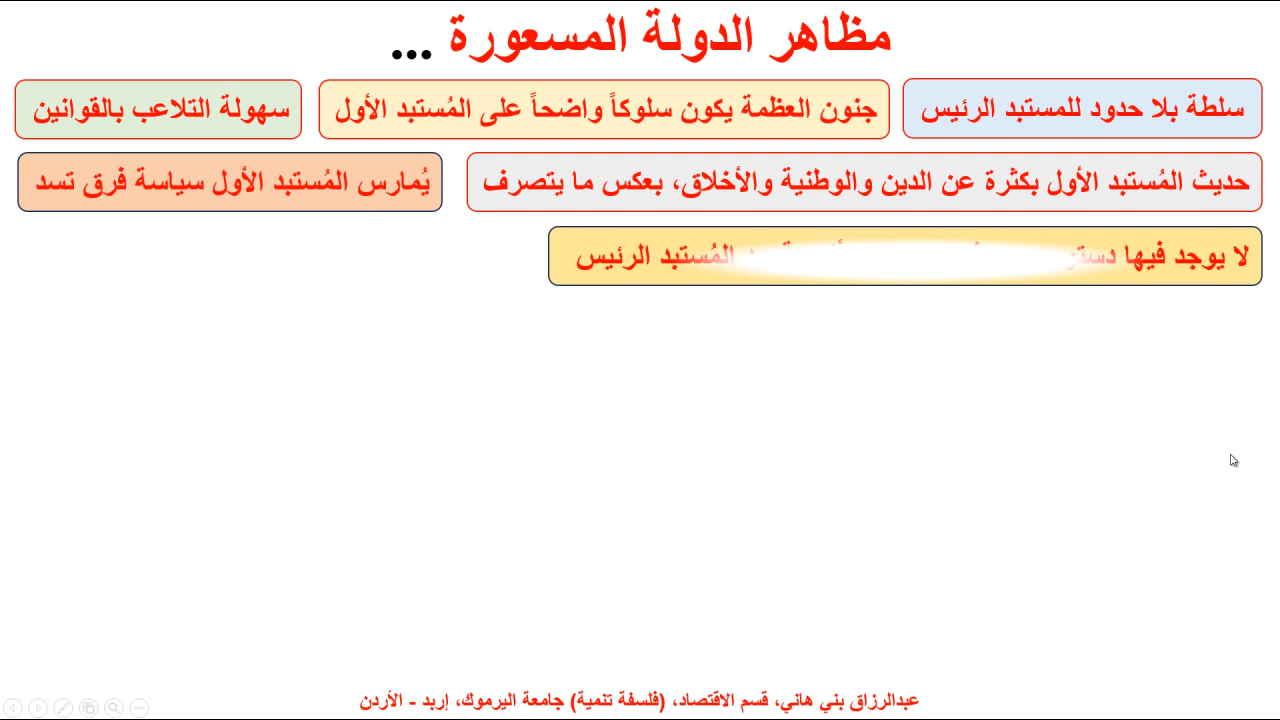 مظاهر الدولة المسعورة ...
سلطة بلا حدود للمستبد الرئيس
جنون العظمة يكون سلوكاً واضحاً على المُستبد الأول
سهولة التلاعب بالقوانين
حديث المُستبد الأول بكثرة عن الدين والوطنية والأخلاق، بعكس ما يتصرف
يُمارس المُستبد الأول سياسة فرق تسد
لا يوجد فيها المُستبد الرئيس
عبدالرزاق بني هاني، قسم الاقتصاد، (فلسفة تنمية) جامعة اليرموك، إربد - الأردن